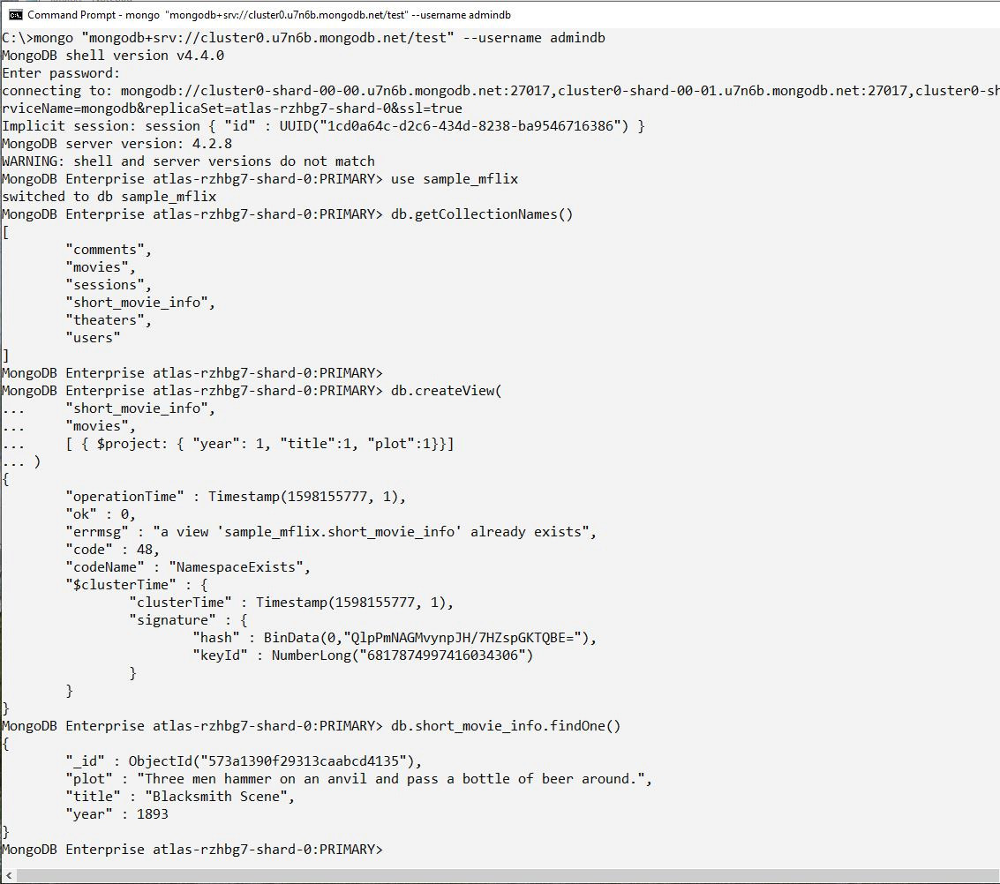 Command Prompt - mongo "mongodb+srv://cluster0.u7n6b.mongodb.net/test" --username admindb
C:\>mongo "mongodb+srv://cluster0.u7n6b.mongodb.net/test" --username admindb
MongoDB shell version v4.4.0
Enter password:
connecting to: mongodb://cluster0-shard-00-00.u7n6b.mongodb.net:27017,cluster0-shard-00-01.u7n6b.mongodb.net:27017,cluster0-sh
rviceName=mongodb&replicaSet=atlas-rzhbg7-shard-0&ssl=true
Implicit session: session { "id" : UUID("1cd0a64c-d2c6-434d-8238-ba9546716386") }
MongoDB server version: 4.2.8
WARNING: shell and server versions do not match
MongoDB Enterprise atlas-rzhbg7-shard-0:PRIMARY> use sample_mflix
switched to db sample_mflix
MongoDB Enterprise atlas-rzhbg7-shard-0:PRIMARY> db.getCollectionNames()
[
        "comments",
        "movies",
        "sessions",
        "short_movie_info",
        "theaters",
        "users"
]
MongoDB Enterprise atlas-rzhbg7-shard-0:PRIMARY>
MongoDB Enterprise atlas-rzhbg7-shard-0:PRIMARY> db.createView(
...     "short_movie_info",
...     "movies",
...     [ { $project: { "year": 1, "title":1, "plot":1}}]
... )
{
        "operationTime" : Timestamp(1598155777, 1),
        "ok" : 0,
        "errmsg" : "a view 'sample_mflix.short_movie_info' already exists",
        "code" : 48,
        "codeName" : "NamespaceExists",
        "$clusterTime" : {
                "clusterTime" : Timestamp(1598155777, 1),
                "signature" : {
                        "hash" : BinData(0,"QlpPmNAGMvynpJH/7HZspGKTQBE="),
                        "keyId" : NumberLong("6817874997416034306")
                }
        }
}
MongoDB Enterprise atlas-rzhbg7-shard-0:PRIMARY> db.short_movie_info.findOne()
{
        "_id" : ObjectId("573a1390f29313caabcd4135"),
        "plot" : "Three men hammer on an anvil and pass a bottle of beer around.",
        "title" : "Blacksmith Scene",
        "year" : 1893
}
MongoDB Enterprise atlas-rzhbg7-shard-0:PRIMARY>